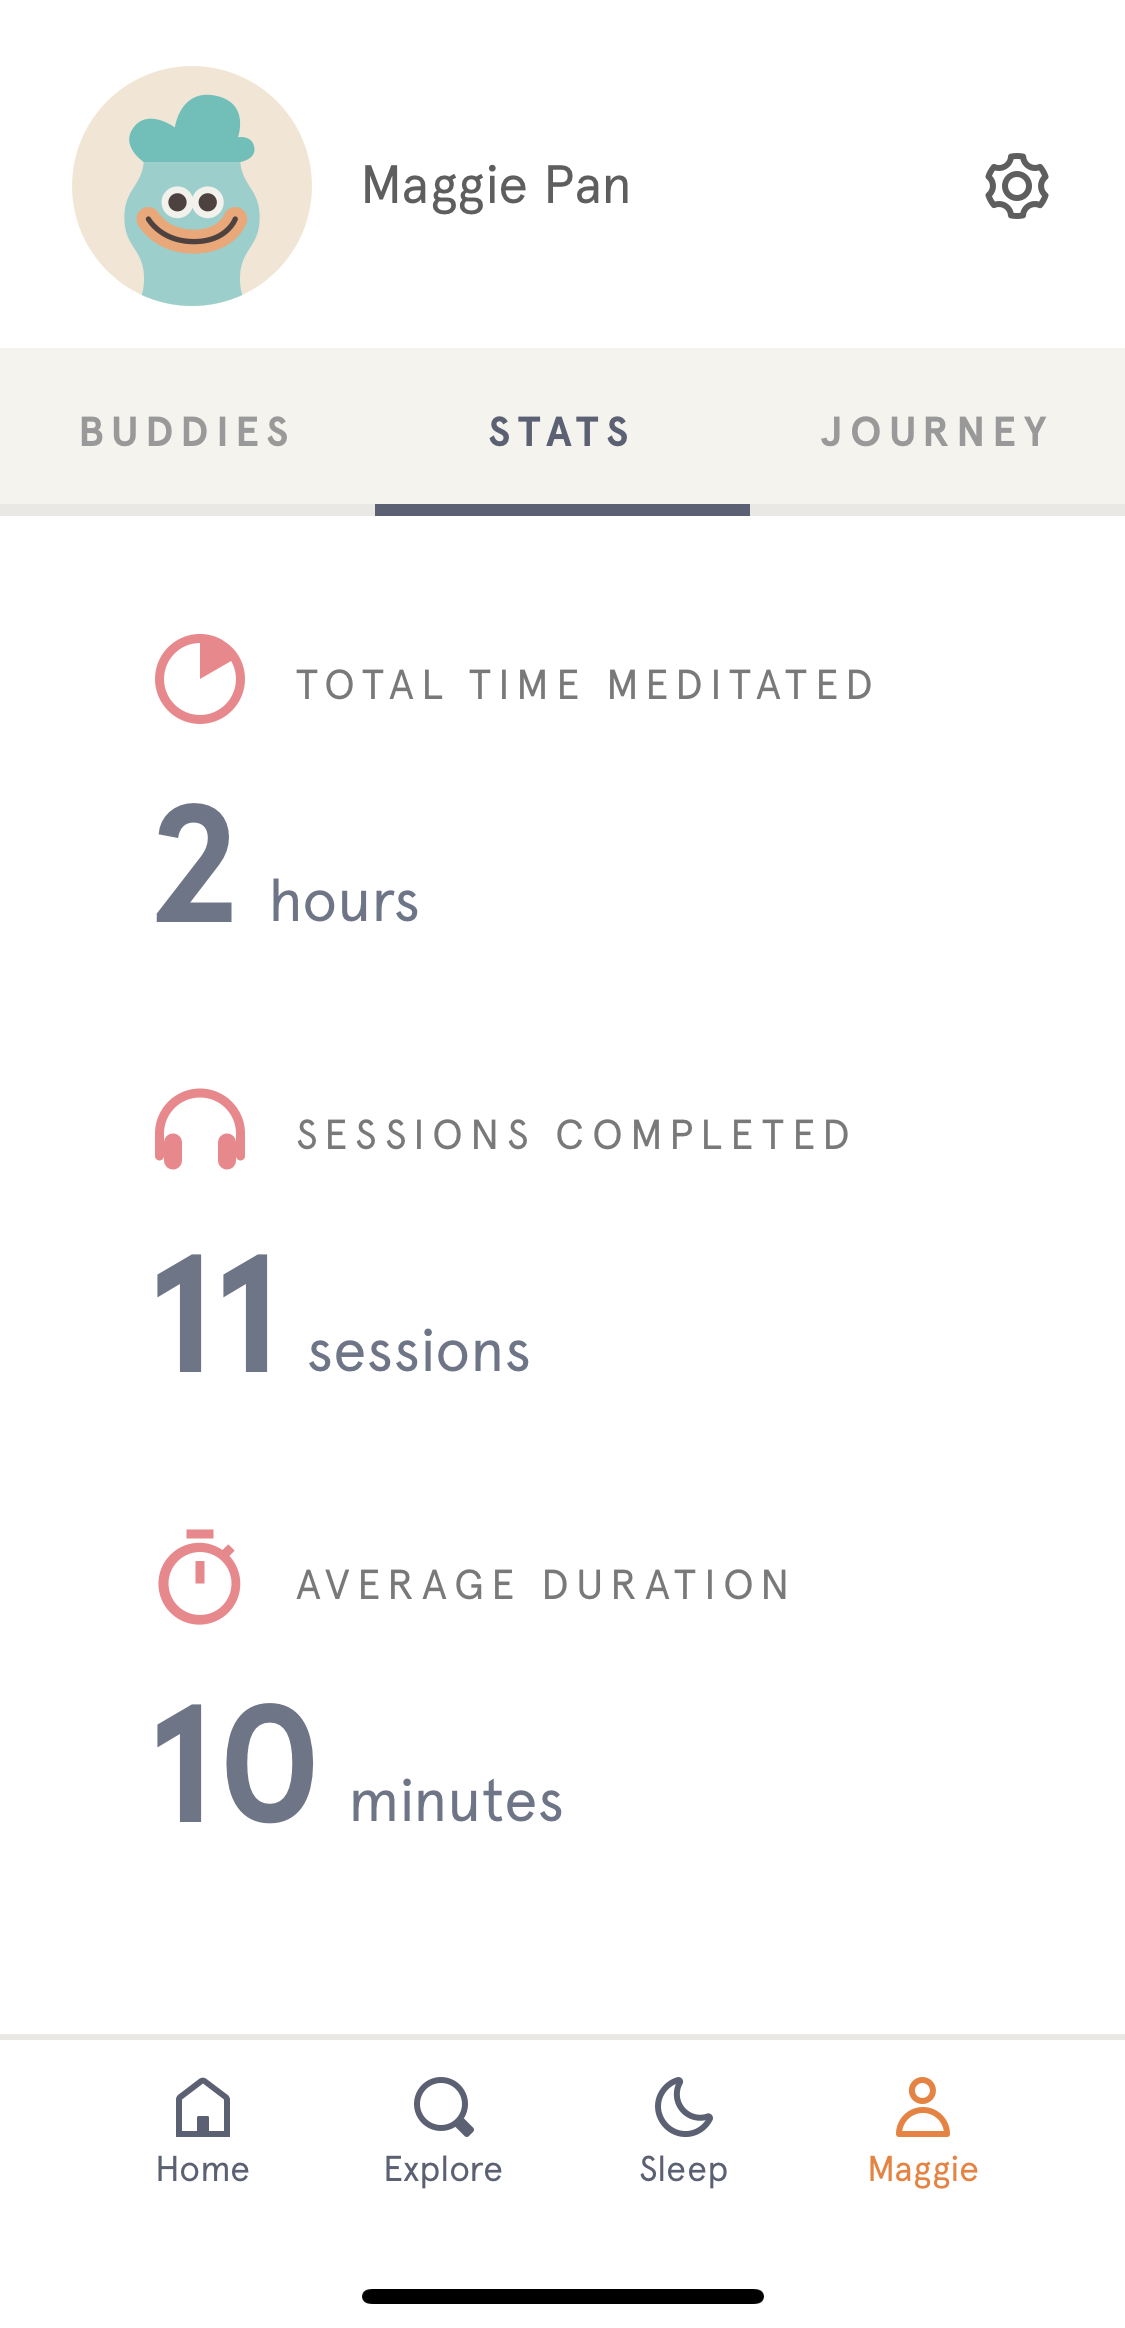 Maggie Pan
BUDDIES STATS JOURNEY
TOTAL TIME MEDITATED
2 hours
SESSIONS COMPLETED
11 sessions
AVERAGE DURATION
10 minutes
Home Explore Sleep Maggie